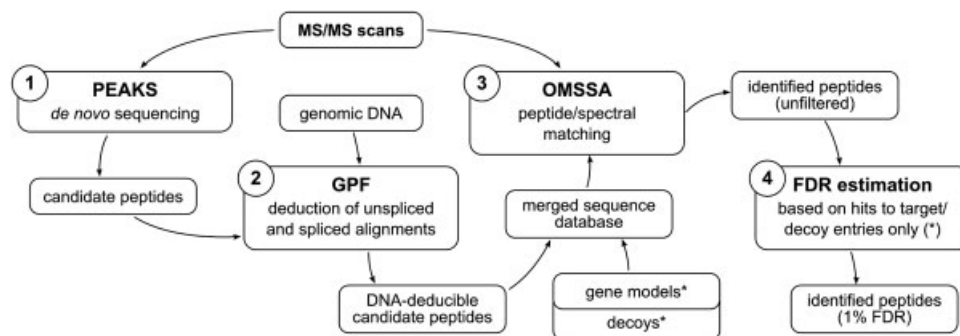 MS/MS scans
1
PEAKS
de novo sequencing
candidate peptides
genomic DNA
2
GPF
deduction of unspliced
and spliced alignments
DNA-deducible
candidate peptides
3
OMSSA
peptide/spectral
matching
merged sequence
database
gene models*
decoys*
identified peptides
(unfiltered)
4
FDR estimation
based on hits to target/
decoy entries only (*)
identified peptides
(1% FDR)